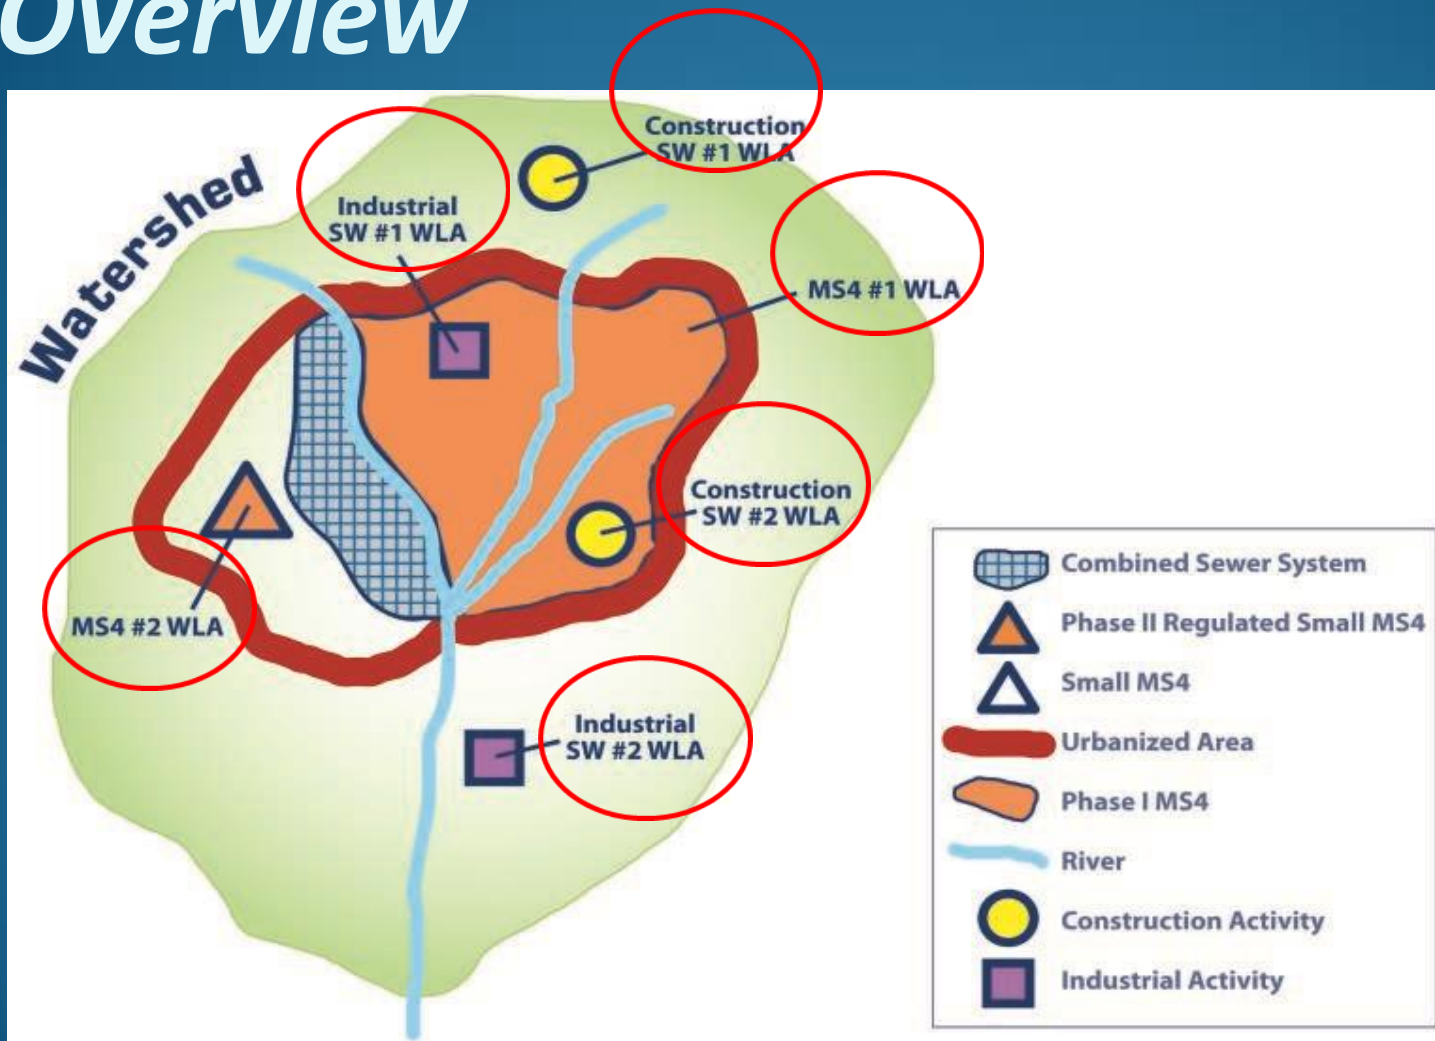 Overview
Watershed
Construction
SW #1 WLA
Industrial
SW #1 WLA
MS4 #1 WLA
Construction
SW #2 WLA
MS4 #2 WLA
Industrial
SW #2 WLA
Combined Sewer System
Phase II Regulated Small MS4
Small MS4
Urbanized Area
Phase I MS4
River
Construction Activity
Industrial Activity